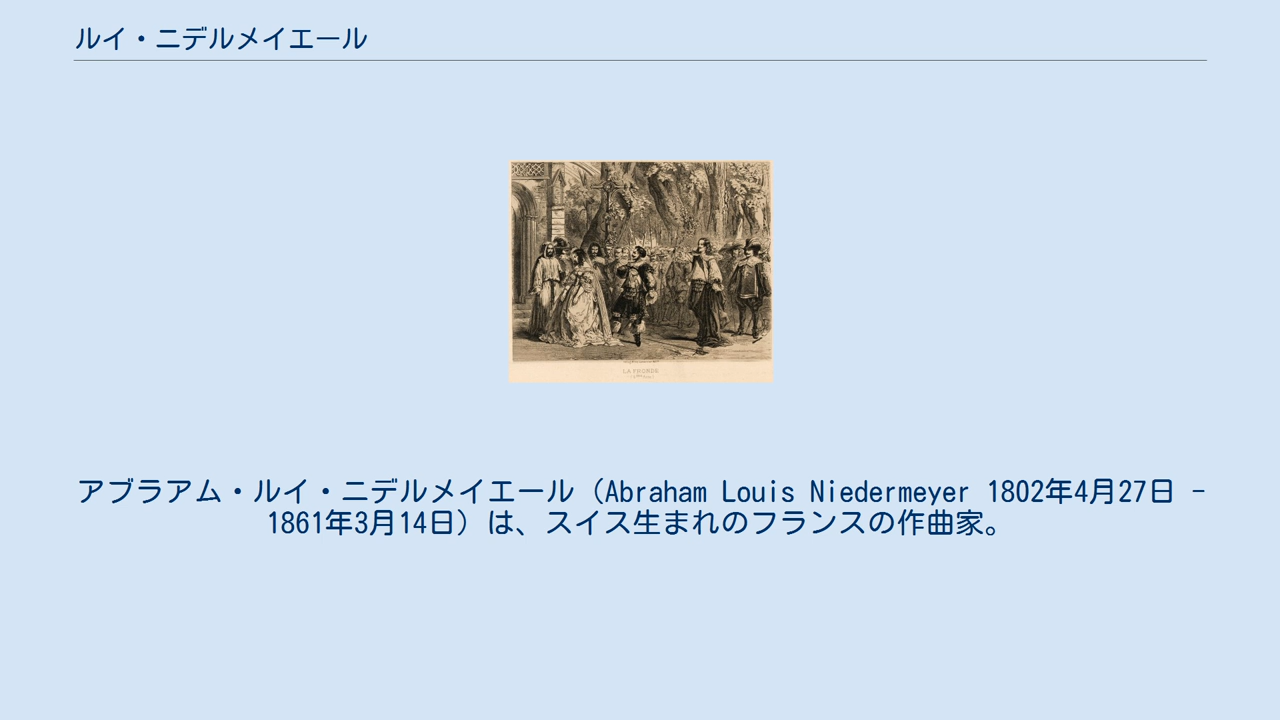 ルイ・ニデルメイエール
LA FRONDE
アブラアム・ルイ・ニデルメイエール（Abraham Louis Niedermeyer 1802年4月27日 -
1861年3月14日）は、スイス生まれのフランスの作曲家。